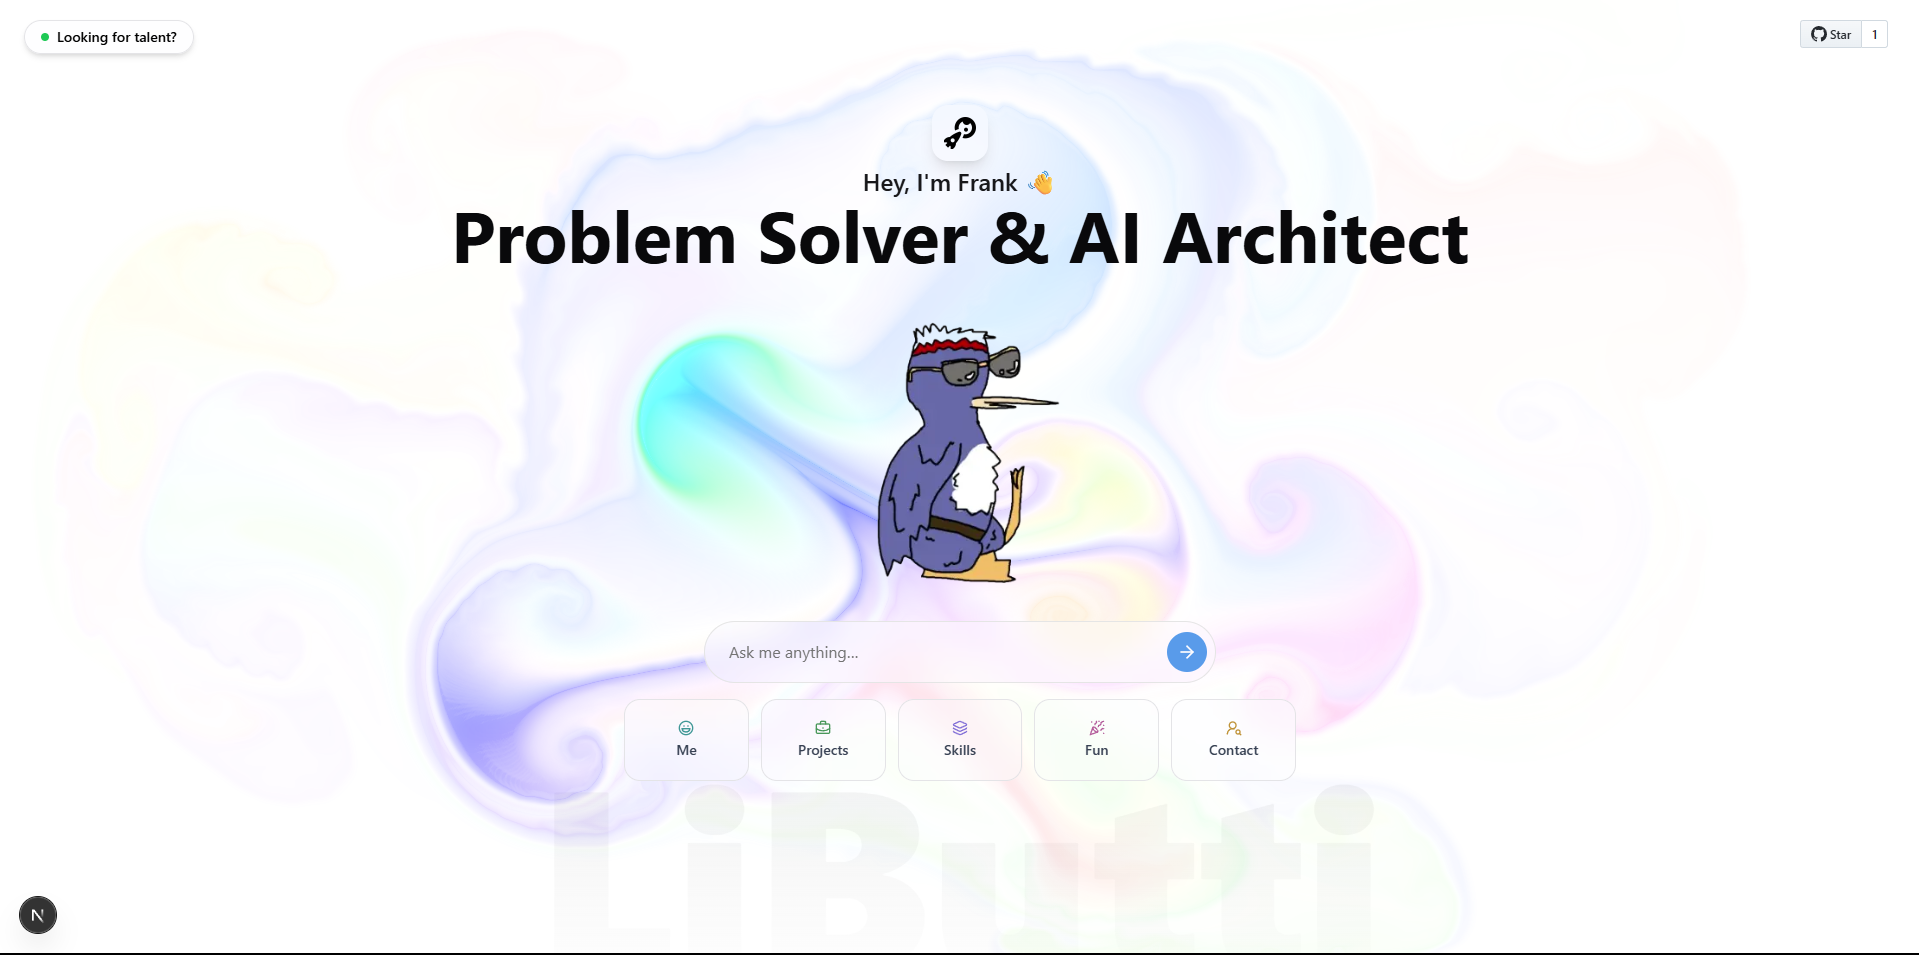 Looking for talent?
Star
1
Hey, I'm Frank 👋
Problem Solver & AI Architect
Ask me anything...
Me
Projects
Skills
Fun
Contact
LiButti
N